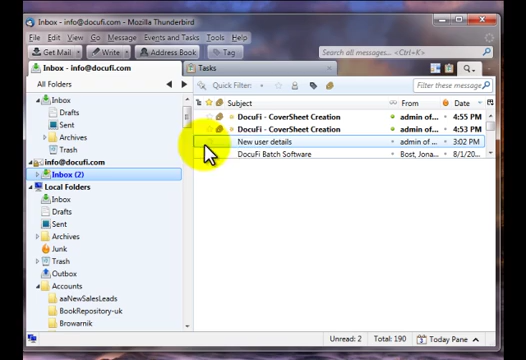 Inbox - info@docufi.com - Mozilla Thunderbird
File Edit View Go Message Events and Tasks Tools Help
Get Mail Write Address Book Tag Search all messages... <Ctrl+K>
Inbox - info@docufi.com Tasks
All Folders
Quick Filter: Filter these messages...
Subject From Date
Inbox
Drafts
Sent
Archives
Trash
info@docufi.com
Inbox (2)
Local Folders
Inbox
Drafts
Sent
Archives
Junk
Trash
Outbox
Accounts
aaNewSalesLeads
BookRepository-uk
Browarnik
DocuFi - CoverSheet Creation admin of... 4:55 PM
DocuFi - CoverSheet Creation admin of... 4:53 PM
New user details admin of ... 3:02 PM
DocuFi Batch Software Bost, Jona... 8/1/20...
Unread: 2 Total: 190 3 Today Pane